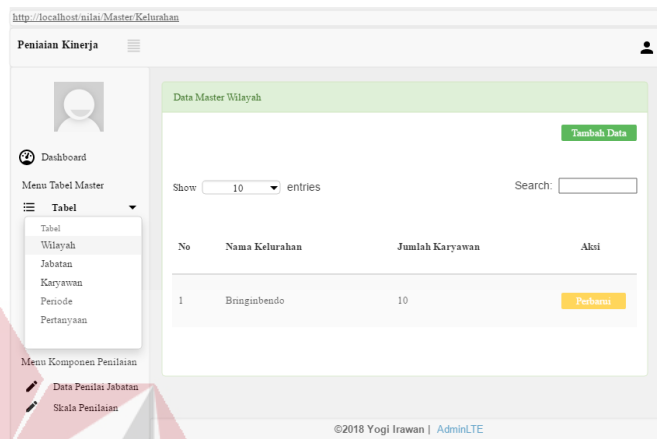 http://localhost/nilai/Master/Kelurahan
Peniaian Kinerja
Data Master Wilayah
Tambah Data
Dashboard
Menu Tabel Master
Show 10 entries
Search:
Tabel
Tabel
Wilayah
Jabatan
Karyawan
Periode
Pertanyaan
No Nama Kelurahan Jumlah Karyawan Aksi
1 Bringinbendo 10 Perbarui
Menu Komponen Penilaian
Data Penilai Jabatan
Skala Penilaian
©2018 Yogi Irawan | AdminLTE